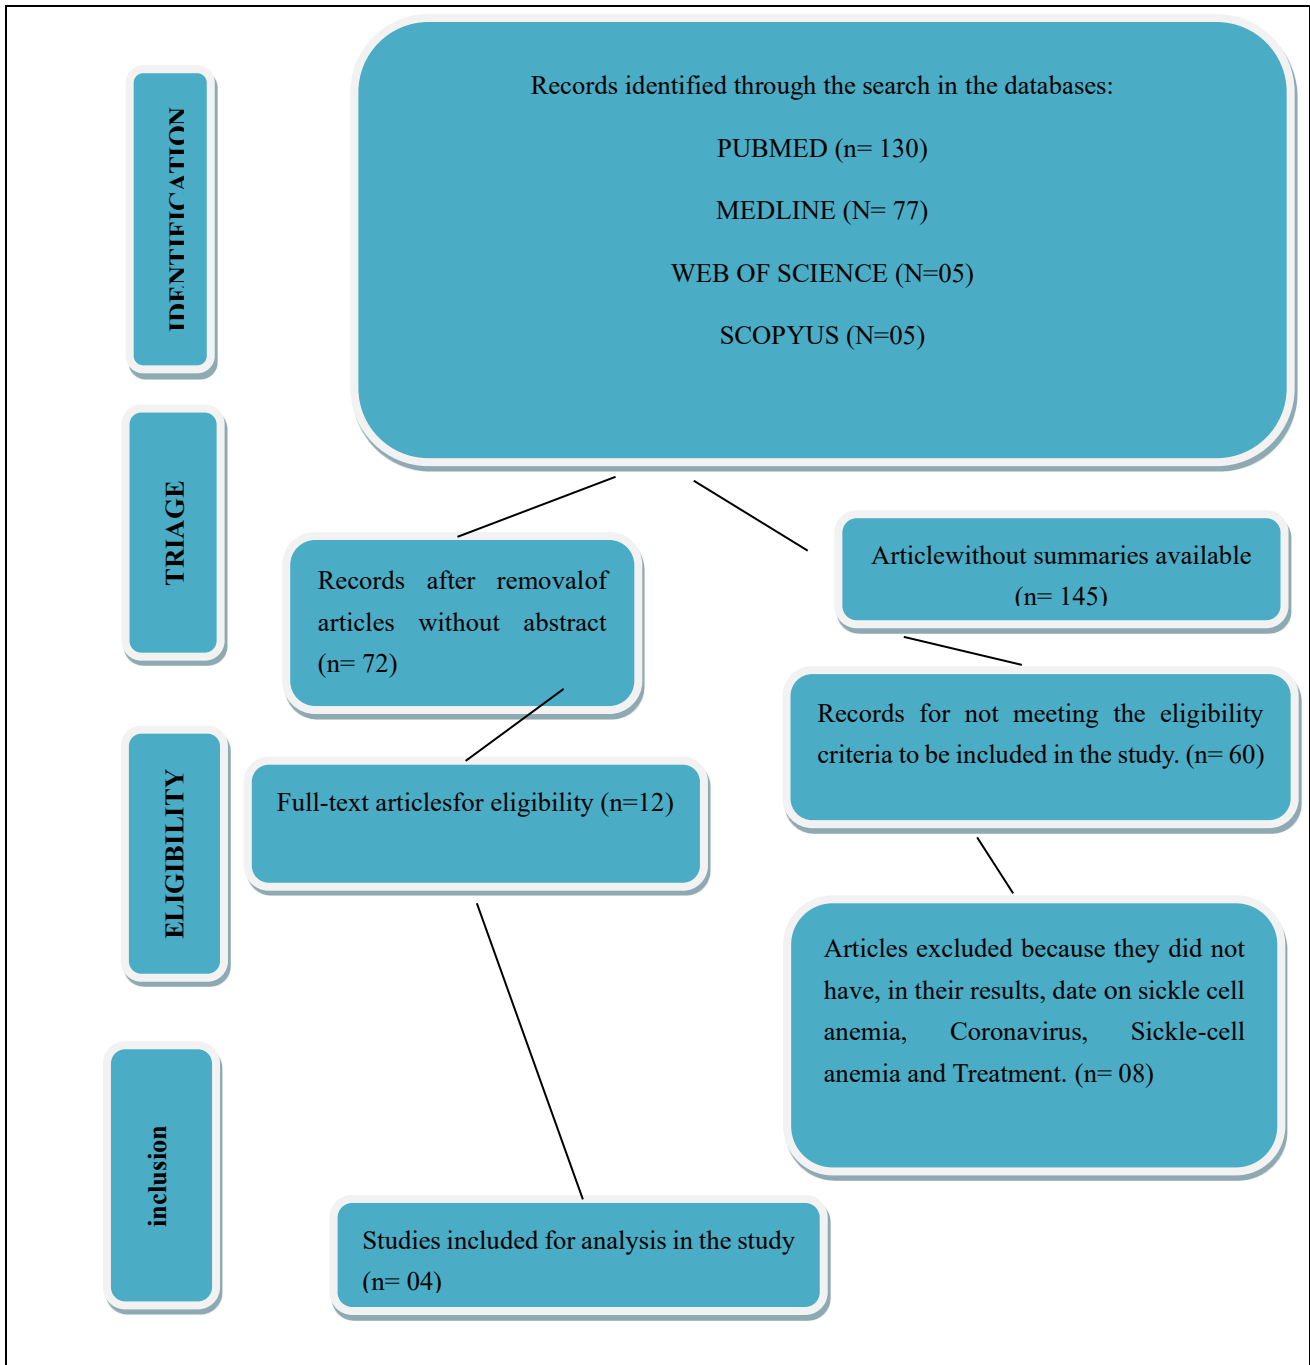 IDENTIFICATION
Records identified through the search in the databases:
PUBMED (n= 130)
MEDLINE (N= 77)
WEB OF SCIENCE (N=05)
SCOPYUS (N=05)
TRIAGE
Records after removalof
articles without abstract
(n= 72)
Articlewithout summaries available
(n= 145)
Records for not meeting the eligibility
criteria to be included in the study. (n= 60)
ELIGIBILITY
Full-text articlesfor eligibility (n=12)
Articles excluded because they did not
have, in their results, date on sickle cell
anemia, Coronavirus, Sickle-cell
anemia and Treatment. (n= 08)
inclusion
Studies included for analysis in the study
(n= 04)